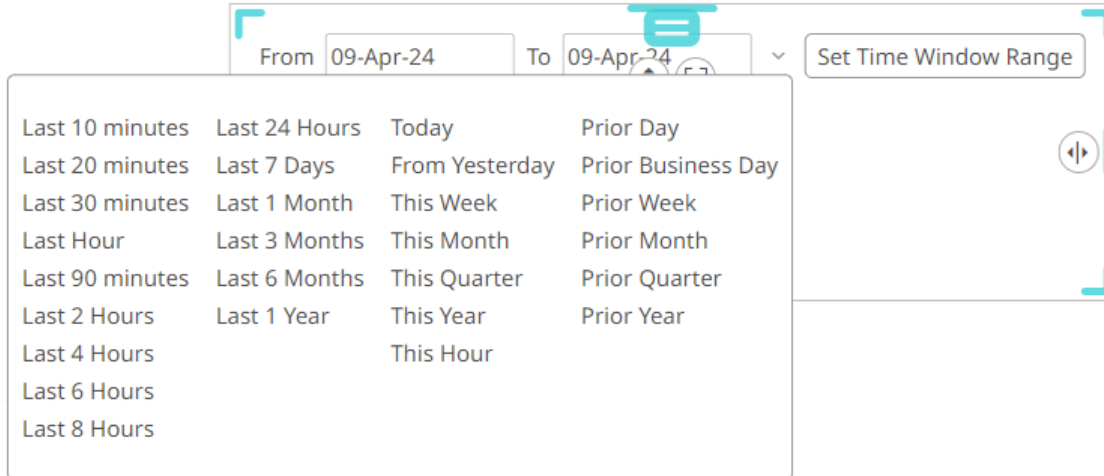 From 09-Apr-24 To 09-Apr-24 Set Time Window Range
Last 10 minutes Last 24 Hours Today Prior Day
Last 20 minutes Last 7 Days From Yesterday Prior Business Day
Last 30 minutes Last 1 Month This Week Prior Week
Last Hour Last 3 Months This Month Prior Month
Last 90 minutes Last 6 Months This Quarter Prior Quarter
Last 2 Hours Last 1 Year This Year Prior Year
Last 4 Hours This Hour
Last 6 Hours
Last 8 Hours